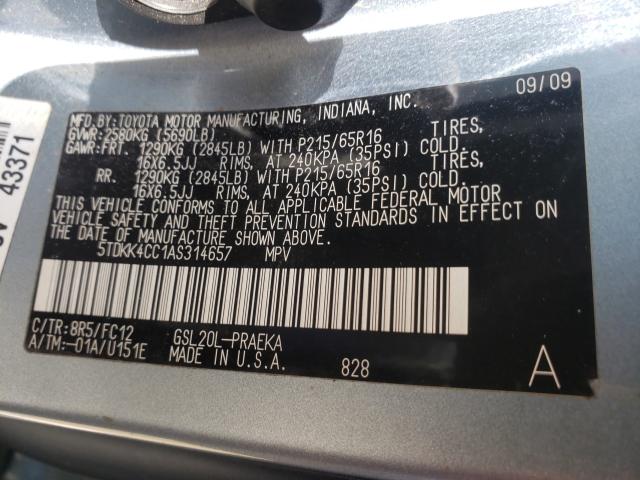 09/09
MFD.BY:TOYOTA MOTOR MANUFACTURING, INDIANA, INC.
GVWR:2580KG (5690LB)
GAWR:FRT. 1290KG (2845LB) WITH P215/65R16 TIRES,
16X6.5JJ RIMS, AT 240KPA (35PSI) COLD.
RR. 1290KG (2845LB) WITH P215/65R16 TIRES,
16X6.5JJ RIMS, AT 240KPA (35PSI) COLD.
THIS VEHICLE CONFORMS TO ALL APPLICABLE FEDERAL MOTOR
VEHICLE SAFETY AND THEFT PREVENTION STANDARDS IN EFFECT ON
THE DATE OF MANUFACTURE SHOWN ABOVE.
5TDKK4CC1AS314657 MPV
C/TR:8R5/FC12 GSL20L-PRAEKA
A/TM:-01A/U151E MADE IN U.S.A. 828
A
43371